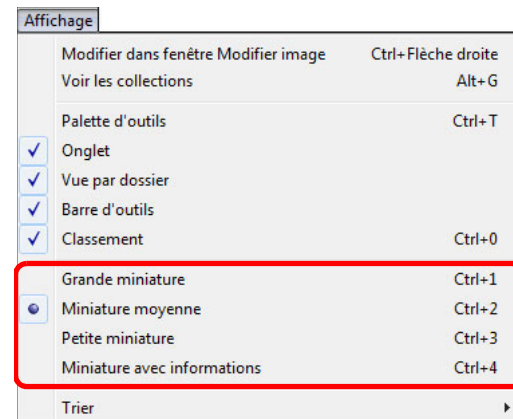 Affichage
Modifier dans fenêtre Modifier image Ctrl+Flèche droite
Voir les collections Alt+G
Palette d'outils Ctrl+T
Onglet
Vue par dossier
Barre d'outils
Classement Ctrl+0
Grande miniature Ctrl+1
Miniature moyenne Ctrl+2
Petite miniature Ctrl+3
Miniature avec informations Ctrl+4
Trier